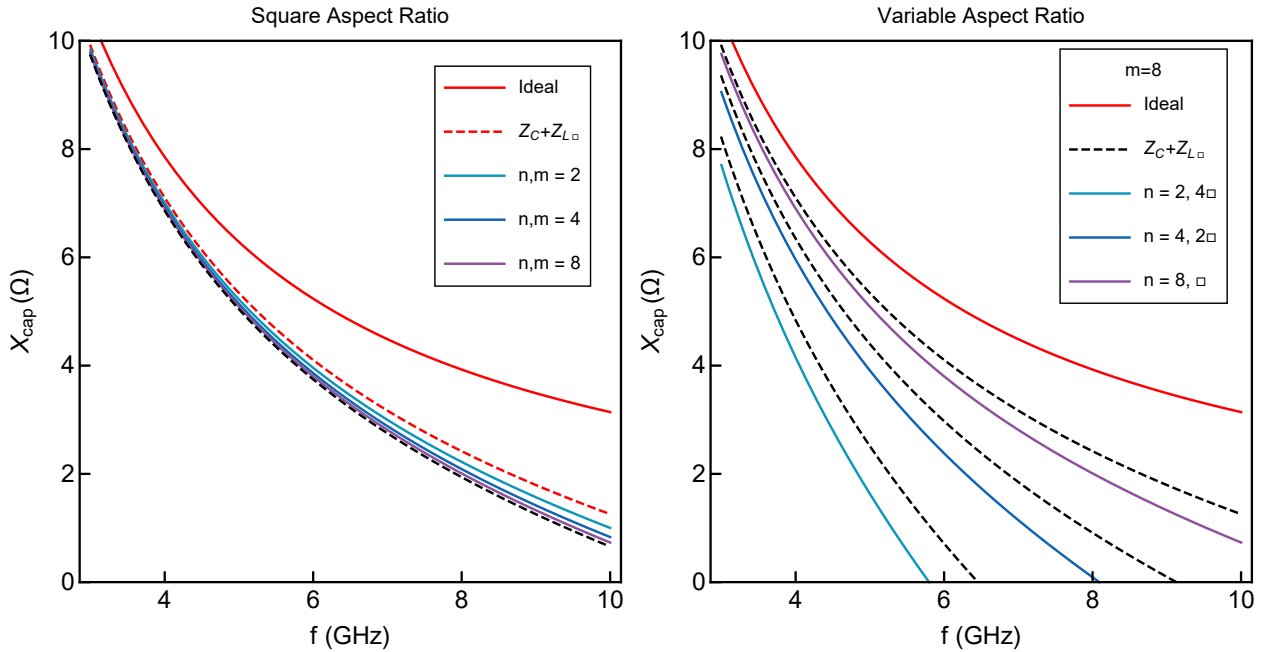 Square Aspect Ratio
10
8
6
4
2
0
4
6
8
10
X_cap (Ω)
f (GHz)
Ideal
Z_C+Z_L□
n,m = 2
n,m = 4
n,m = 8
Variable Aspect Ratio
10
8
6
4
2
0
4
6
8
10
X_cap (Ω)
f (GHz)
m=8
Ideal
Z_C+Z_L□
n = 2, 4□
n = 4, 2□
n = 8, □